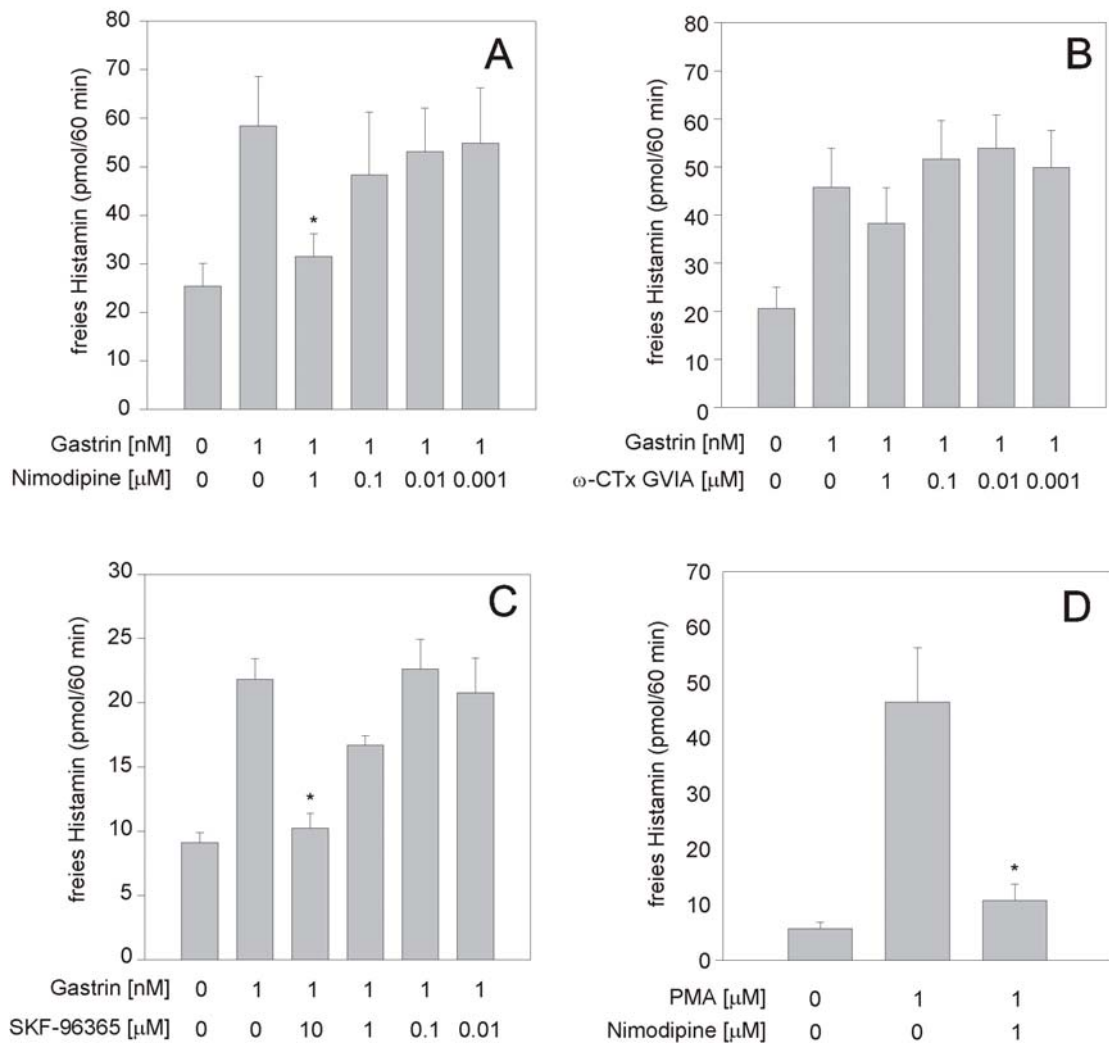 A
freies Histamin (pmol/60 min)
80
70
60
50
40
30
20
10
0
*
Gastrin [nM] 0 1 1 1 1 1
Nimodipine [µM] 0 0 1 0.1 0.01 0.001
B
freies Histamin (pmol/60 min)
80
70
60
50
40
30
20
10
0
Gastrin [nM] 0 1 1 1 1 1
ω-CTx GVIA [µM] 0 0 1 0.1 0.01 0.001
C
freies Histamin (pmol/60 min)
30
25
20
15
10
5
0
*
Gastrin [nM] 0 1 1 1 1 1
SKF-96365 [µM] 0 0 10 1 0.1 0.01
D
freies Histamin (pmol/60 min)
70
60
50
40
30
20
10
0
*
PMA [µM] 0 1 1
Nimodipine [µM] 0 0 1